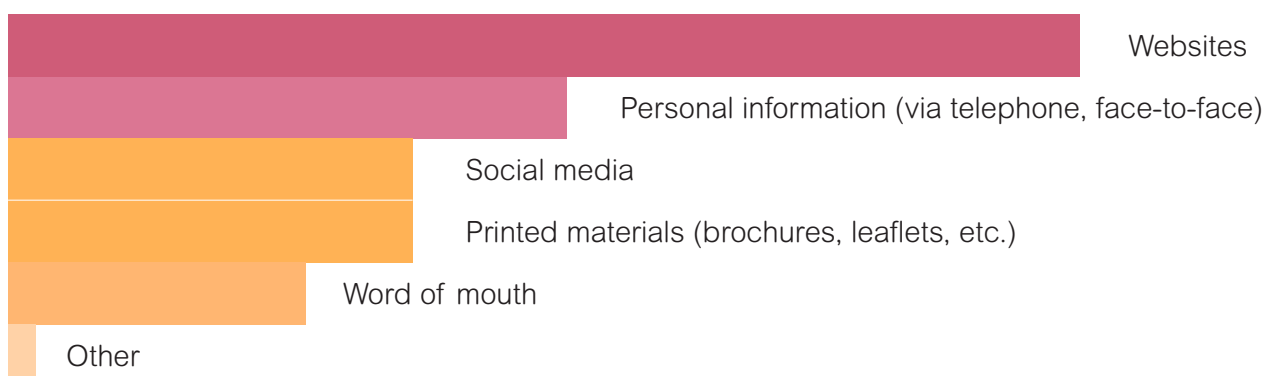 Websites
Personal information (via telephone, face-to-face)
Social media
Printed materials (brochures, leaflets, etc.)
Word of mouth
Other